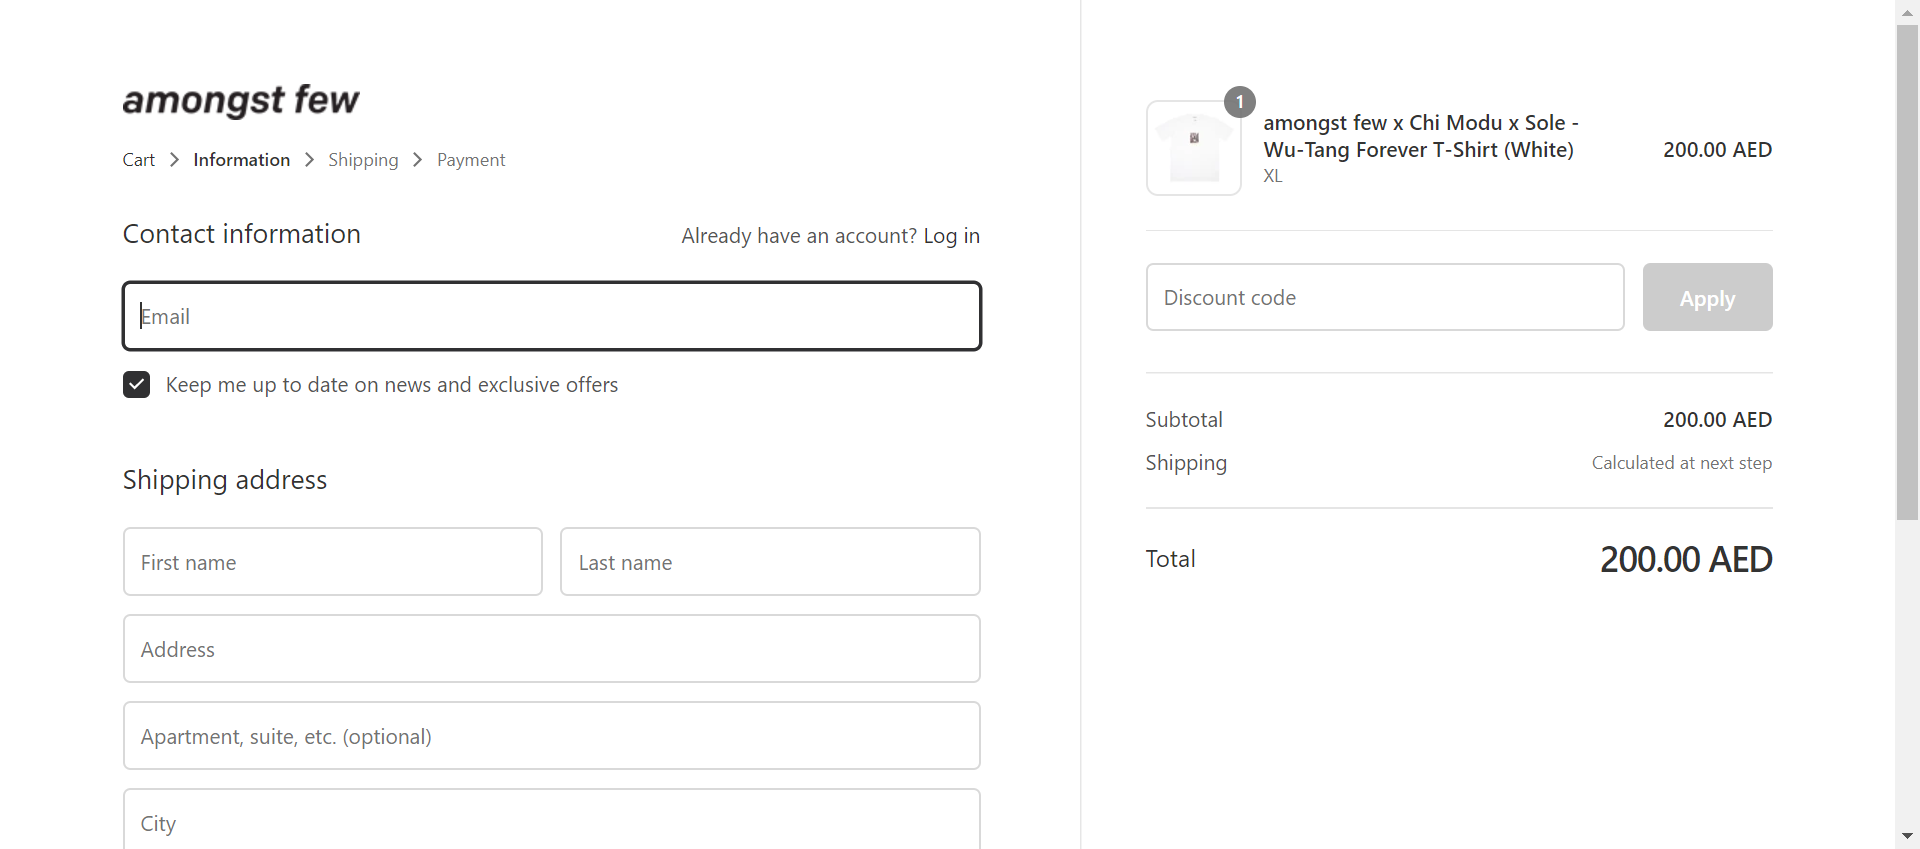 amongst few
Cart > Information > Shipping > Payment
Contact information
Already have an account? Log in
Email
Keep me up to date on news and exclusive offers
Shipping address
First name
Last name
Address
Apartment, suite, etc. (optional)
City
1
amongst few x Chi Modu x Sole -
Wu-Tang Forever T-Shirt (White)
XL
200.00 AED
Discount code
Apply
Subtotal
200.00 AED
Shipping
Calculated at next step
Total
200.00 AED